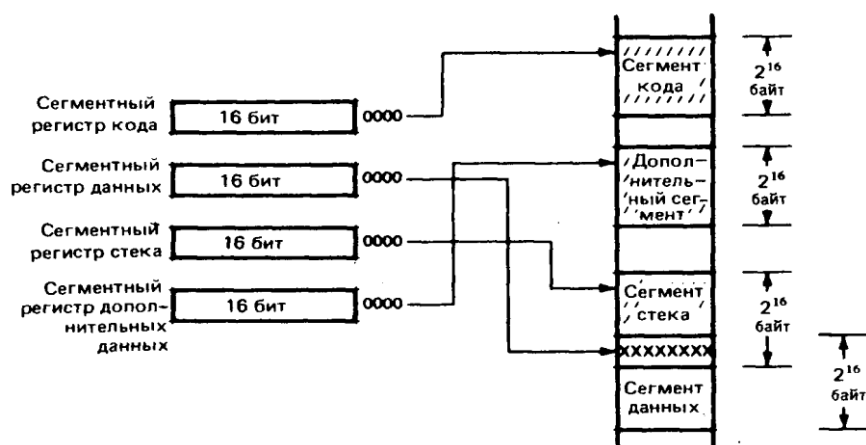 Сегментный
регистр кода
16 бит
0000
Сегментный
регистр данных
16 бит
0000
Сегментный
регистр стека
16 бит
0000
Сегментный
регистр допол-
нительных
данных
16 бит
0000
Сегмент
кода
2¹⁶
байт
Допол-
нитель-
ный сег-
мент
2¹⁶
байт
Сегмент
стека
2¹⁶
байт
XXXXXXXX
Сегмент
данных
2¹⁶
байт